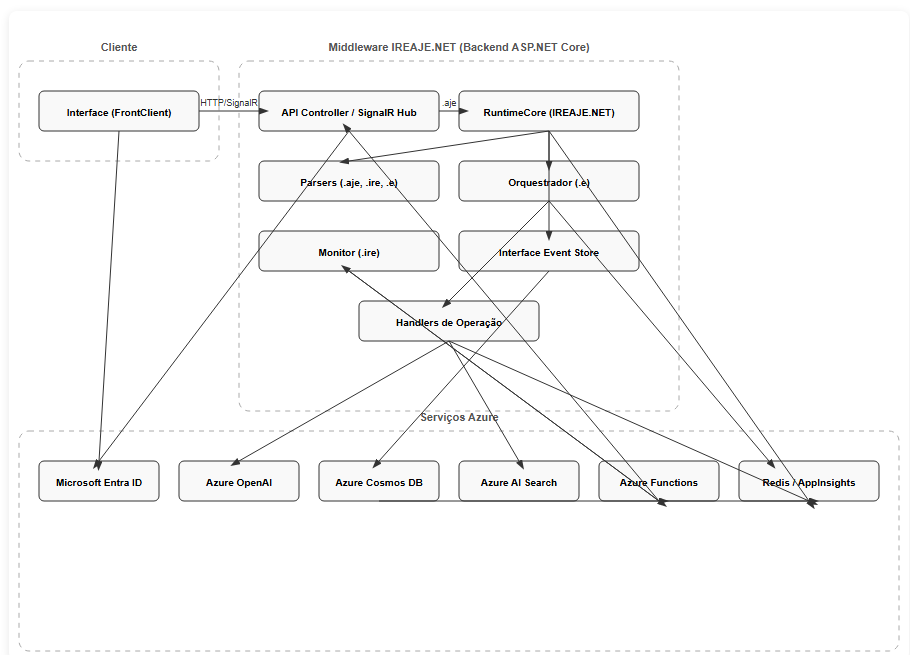 Cliente
Middleware IREAJE.NET (Backend ASP.NET Core)
Interface (FrontClient)
HTTP/SignalR
API Controller / SignalR Hub
.aje
RuntimeCore (IREAJE.NET)
Parsers (.aje, .ire, .e)
Orquestrador (.e)
Monitor (.ire)
Interface Event Store
Handlers de Operação
Serviços Azure
Microsoft Entra ID
Azure OpenAI
Azure Cosmos DB
Azure AI Search
Azure Functions
Redis / AppInsights